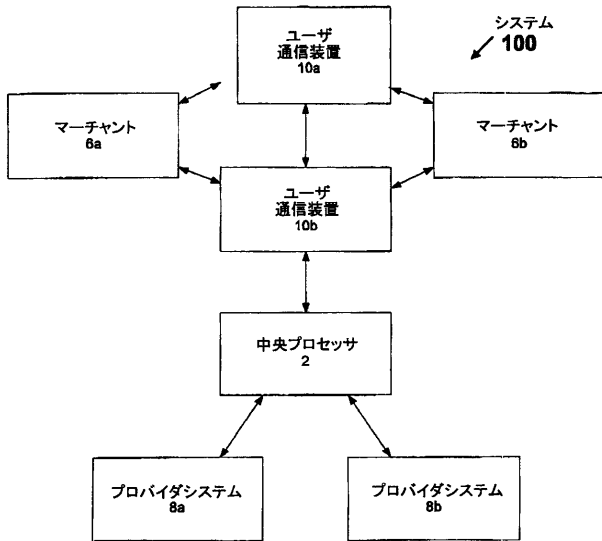 システム
100
ユーザ
通信装置
10a
マーチャント
6a
マーチャント
6b
ユーザ
通信装置
10b
中央プロセッサ
2
プロバイダシステム
8a
プロバイダシステム
8b